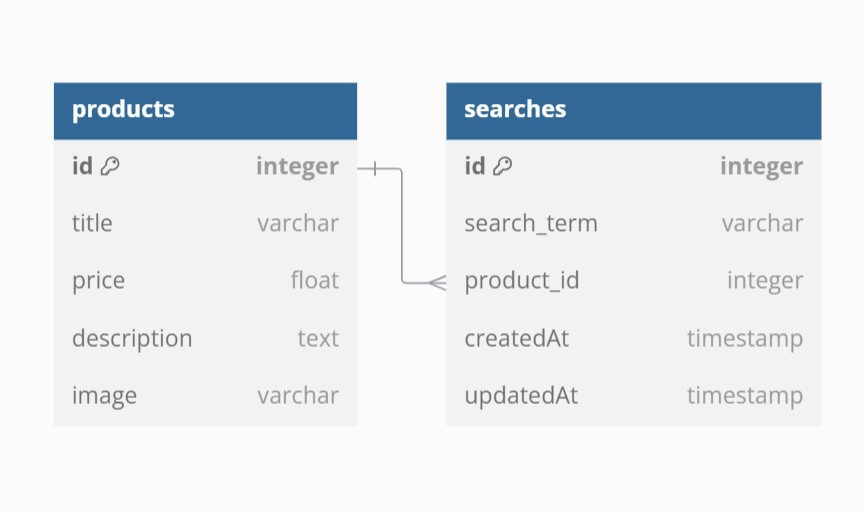 products
id integer
title varchar
price float
description text
image varchar
searches
id integer
search_term varchar
product_id integer
createdAt timestamp
updatedAt timestamp